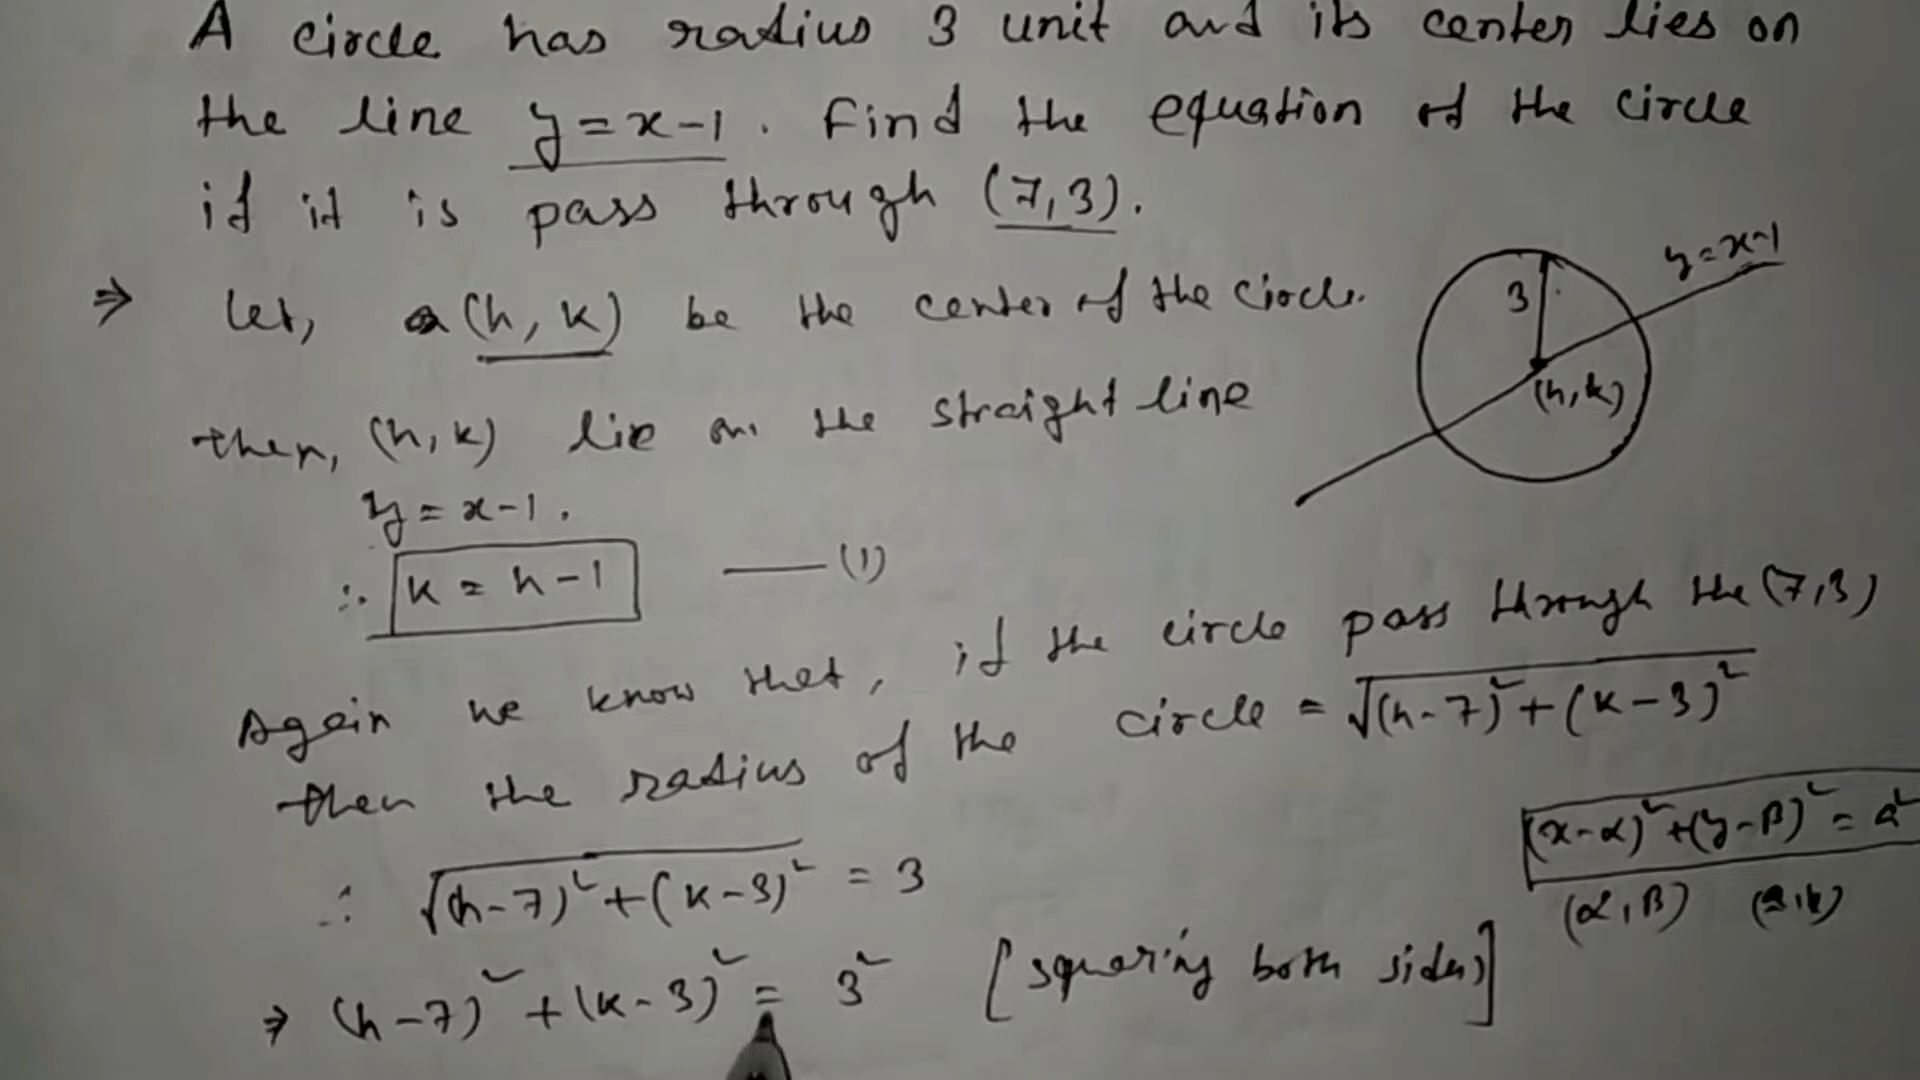 A circle has radius 3 unit and its center lies on
the line y = x-1. Find the equation of the circle
if it is pass through (7,3).
⇒ Let, (h, k) be the center of the circle.
then, (h, k) lie on the straight line
y = x-1.
∴ k = h-1 —(1)
3
y = x-1
(h,k)
Again we know that, if the circle pass through the (7,3)
then the radius of the circle = √(h-7)²+(k-3)²
∴ √(h-7)²+(k-3)² = 3
(x-α)²+(y-β)² = a²
(α,β)
⇒ (h-7)²+(k-3)² = 3² [squaring both sides]